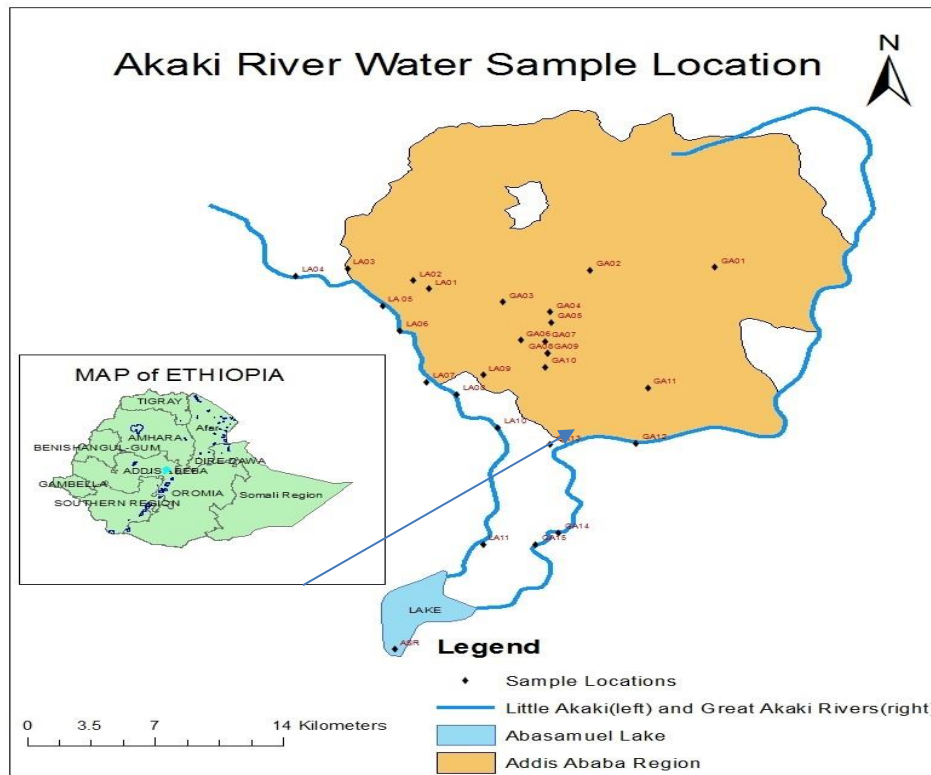 Akaki River Water Sample Location
N
LA04
LA03
LA02
LA01
LA 05
LA06
LA07
LA08
LA09
LA10
LA11
GA01
GA02
GA03
GA04
GA05
GA06
GA07
GA08
GA09
GA10
GA11
GA12
GA14
GA15
MAP of ETHIOPIA
TIGRAY
Afar
AMHARA
BENISHANGUL-GUM
DIRE DAWA
GAMBELLA
OROMIA
Somali Region
SOUTHERN REGION
LAKE
ASR
Legend
Sample Locations
Little Akaki(left) and Great Akaki Rivers(right)
Abasamuel Lake
Addis Ababa Region
0 3.5 7 14 Kilometers